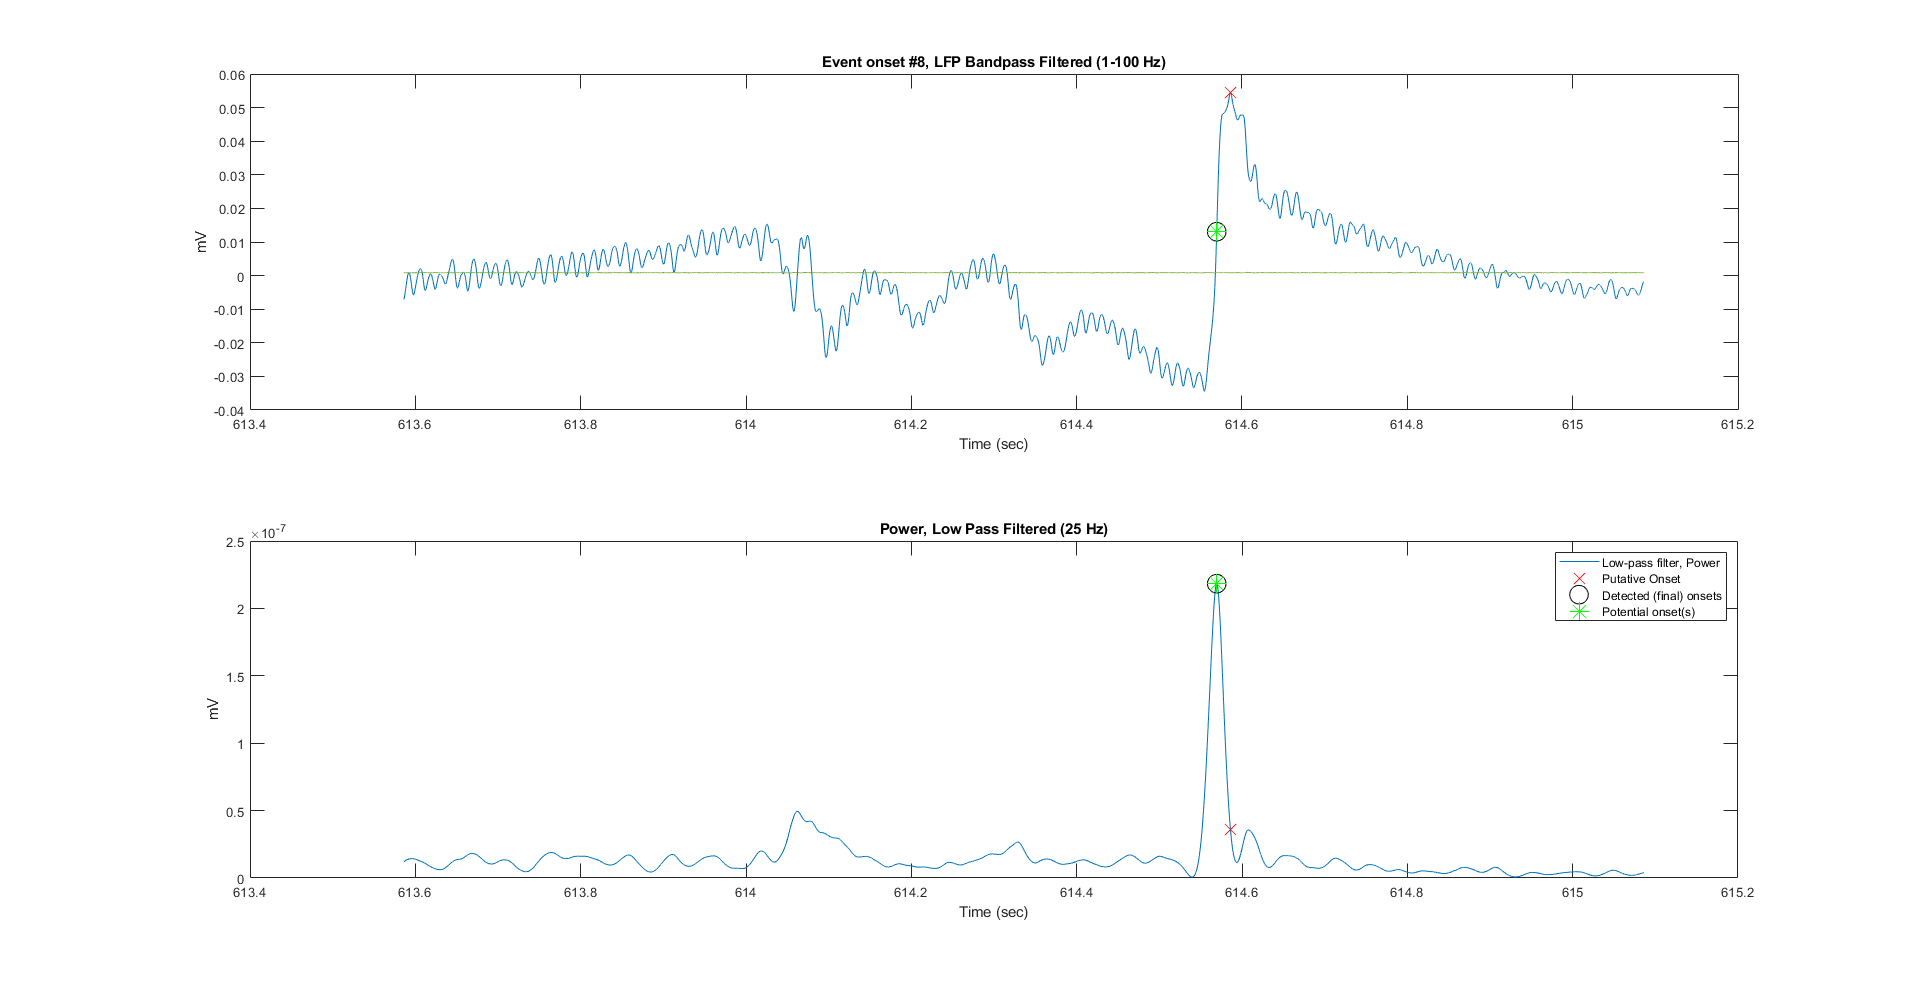 Event onset #8, LFP Bandpass Filtered (1-100 Hz)
0.06
0.05
0.04
0.03
0.02
0.01
0
-0.01
-0.02
-0.03
-0.04
mV
613.4 613.6 613.8 614 614.2 614.4 614.6 614.8 615 615.2
Time (sec)
Power, Low Pass Filtered (25 Hz)
×10-7
2.5
2
1.5
1
0.5
0
mV
Low-pass filter, Power
Putative Onset
Detected (final) onsets
Potential onset(s)
613.4 613.6 613.8 614 614.2 614.4 614.6 614.8 615 615.2
Time (sec)